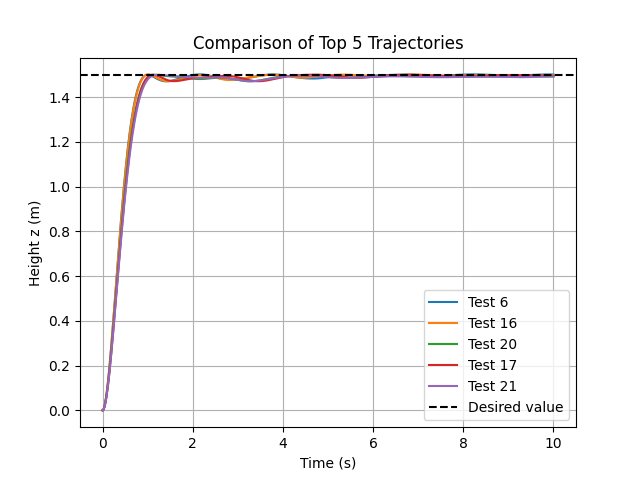 Comparison of Top 5 Trajectories
Height z (m)
1.4
1.2
1.0
0.8
0.6
0.4
0.2
0.0
Test 6
Test 16
Test 20
Test 17
Test 21
Desired value
0 2 4 6 8 10
Time (s)